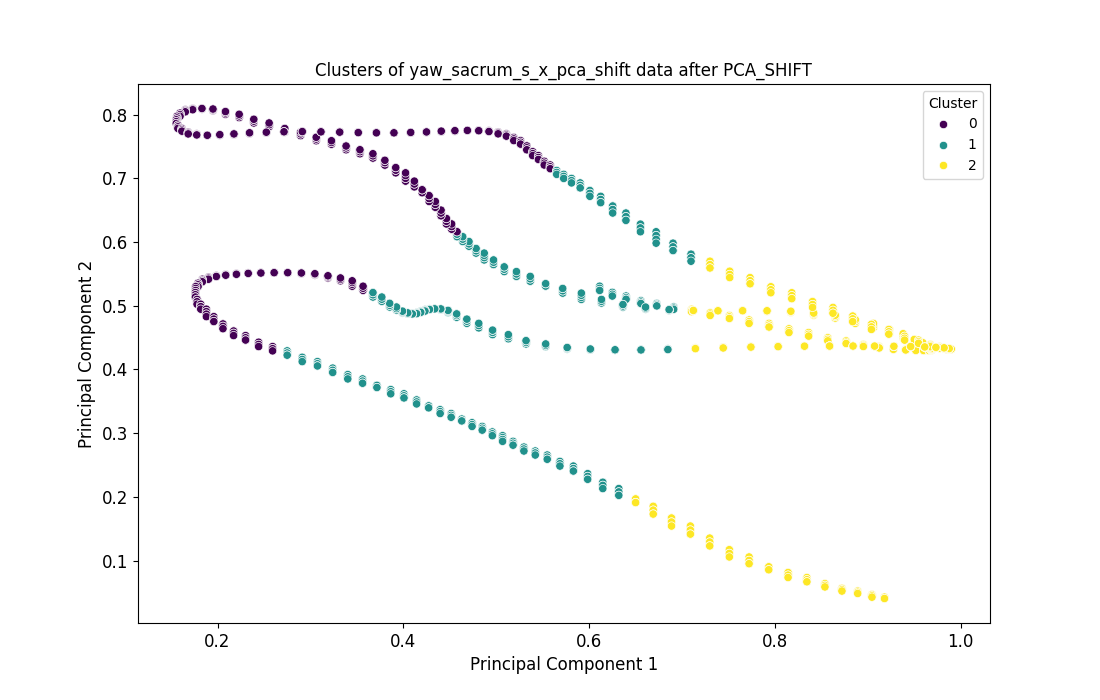 Clusters of yaw_sacrum_s_x_pca_shift data after PCA_SHIFT
Cluster
0
1
2
Principal Component 2
0.8
0.7
0.6
0.5
0.4
0.3
0.2
0.1
0.2 0.4 0.6 0.8 1.0
Principal Component 1